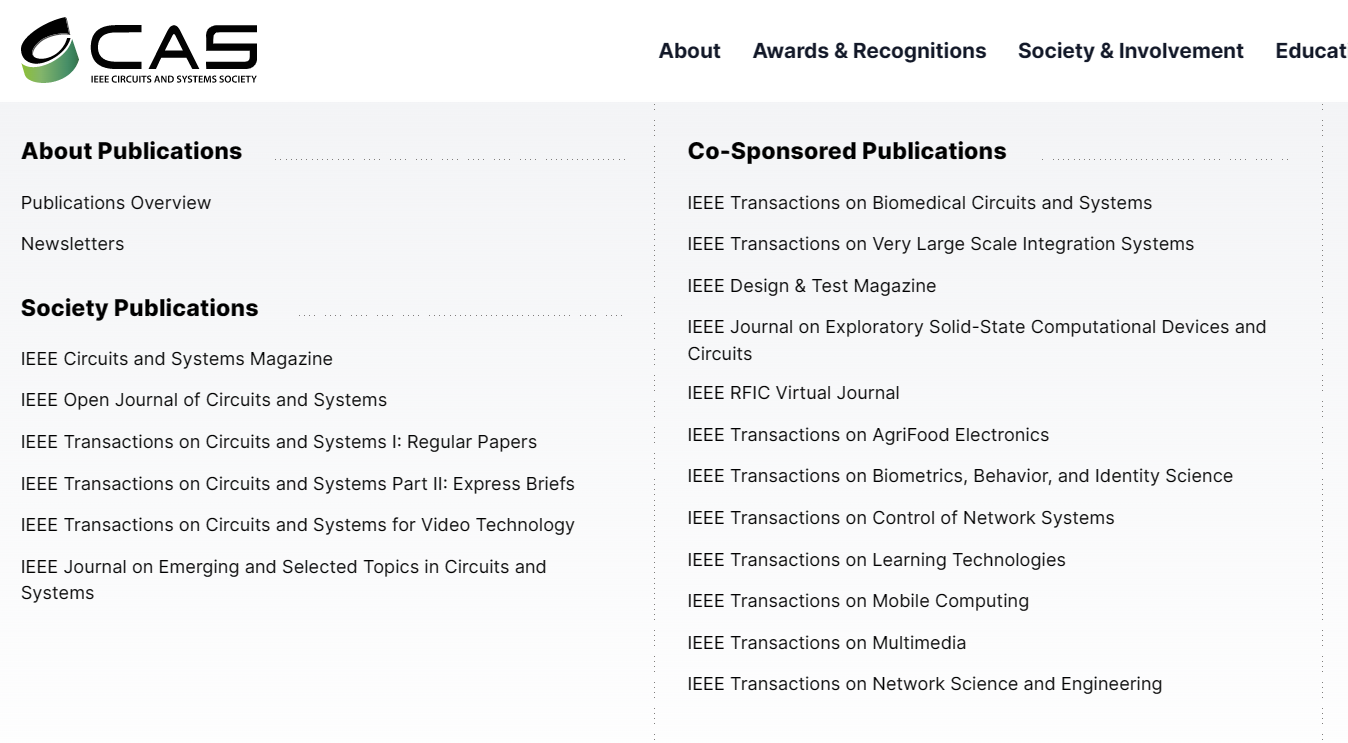 CAS
IEEE CIRCUITS AND SYSTEMS SOCIETY
About
Awards & Recognitions
Society & Involvement
Educat
About Publications
Publications Overview
Newsletters
Society Publications
IEEE Circuits and Systems Magazine
IEEE Open Journal of Circuits and Systems
IEEE Transactions on Circuits and Systems I: Regular Papers
IEEE Transactions on Circuits and Systems Part II: Express Briefs
IEEE Transactions on Circuits and Systems for Video Technology
IEEE Journal on Emerging and Selected Topics in Circuits and
Systems
Co-Sponsored Publications
IEEE Transactions on Biomedical Circuits and Systems
IEEE Transactions on Very Large Scale Integration Systems
IEEE Design & Test Magazine
IEEE Journal on Exploratory Solid-State Computational Devices and
Circuits
IEEE RFIC Virtual Journal
IEEE Transactions on AgriFood Electronics
IEEE Transactions on Biometrics, Behavior, and Identity Science
IEEE Transactions on Control of Network Systems
IEEE Transactions on Learning Technologies
IEEE Transactions on Mobile Computing
IEEE Transactions on Multimedia
IEEE Transactions on Network Science and Engineering